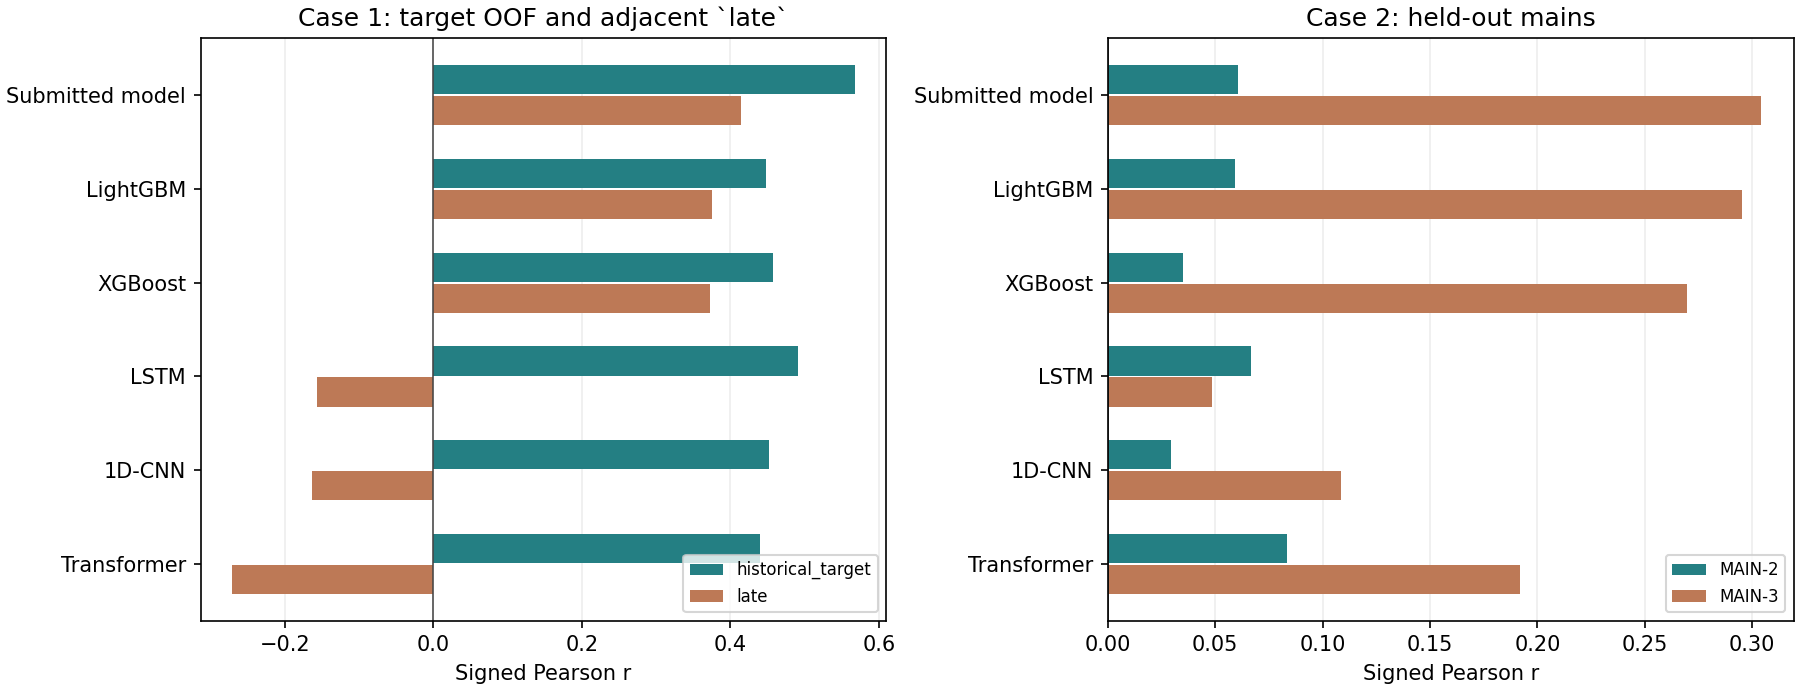 Case 1: target OOF and adjacent `late`
Submitted model
LightGBM
XGBoost
LSTM
1D-CNN
Transformer
historical_target
late
−0.2 0.0 0.2 0.4 0.6
Signed Pearson r
Case 2: held-out mains
Submitted model
LightGBM
XGBoost
LSTM
1D-CNN
Transformer
MAIN-2
MAIN-3
0.00 0.05 0.10 0.15 0.20 0.25 0.30
Signed Pearson r